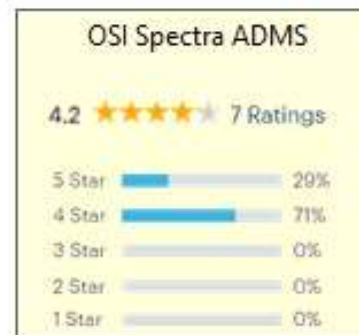 OSI Spectra ADMS
4.2 7 Ratings
5 Star 29%
4 Star 71%
3 Star 0%
2 Star 0%
1 Star 0%